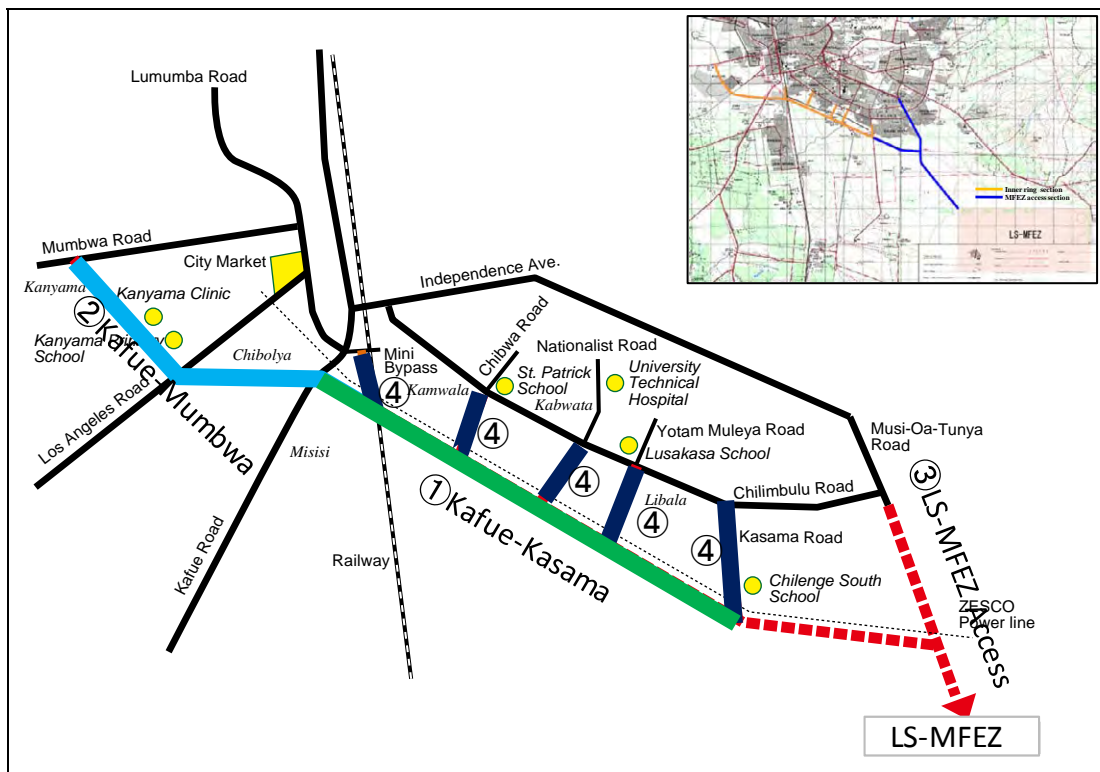 Lumumba Road
Mumbwa Road
City Market
Kanyama
Kanyama Clinic
②Kafue-Mumbwa
Kanyama Primary
School
Chibolya
Los Angeles Road
Misisi
Kafue Road
Railway
Independence Ave.
Mini
Bypass
④
Kamwala
Chibwa Road
St. Patrick
School
④
Nationalist Road
Kabwata
University
Technical
Hospital
④
Yotam Muleya Road
Lusakasa School
Libala
④
Chilimbulu Road
④
Kasama Road
Chilenge South
School
①Kafue-Kasama
Musi-Oa-Tunya
Road
③LS-MFEZ Access
ZESCO
Power line
LS-MFEZ
Inner ring section
MFEZ access section
LS-MFEZ